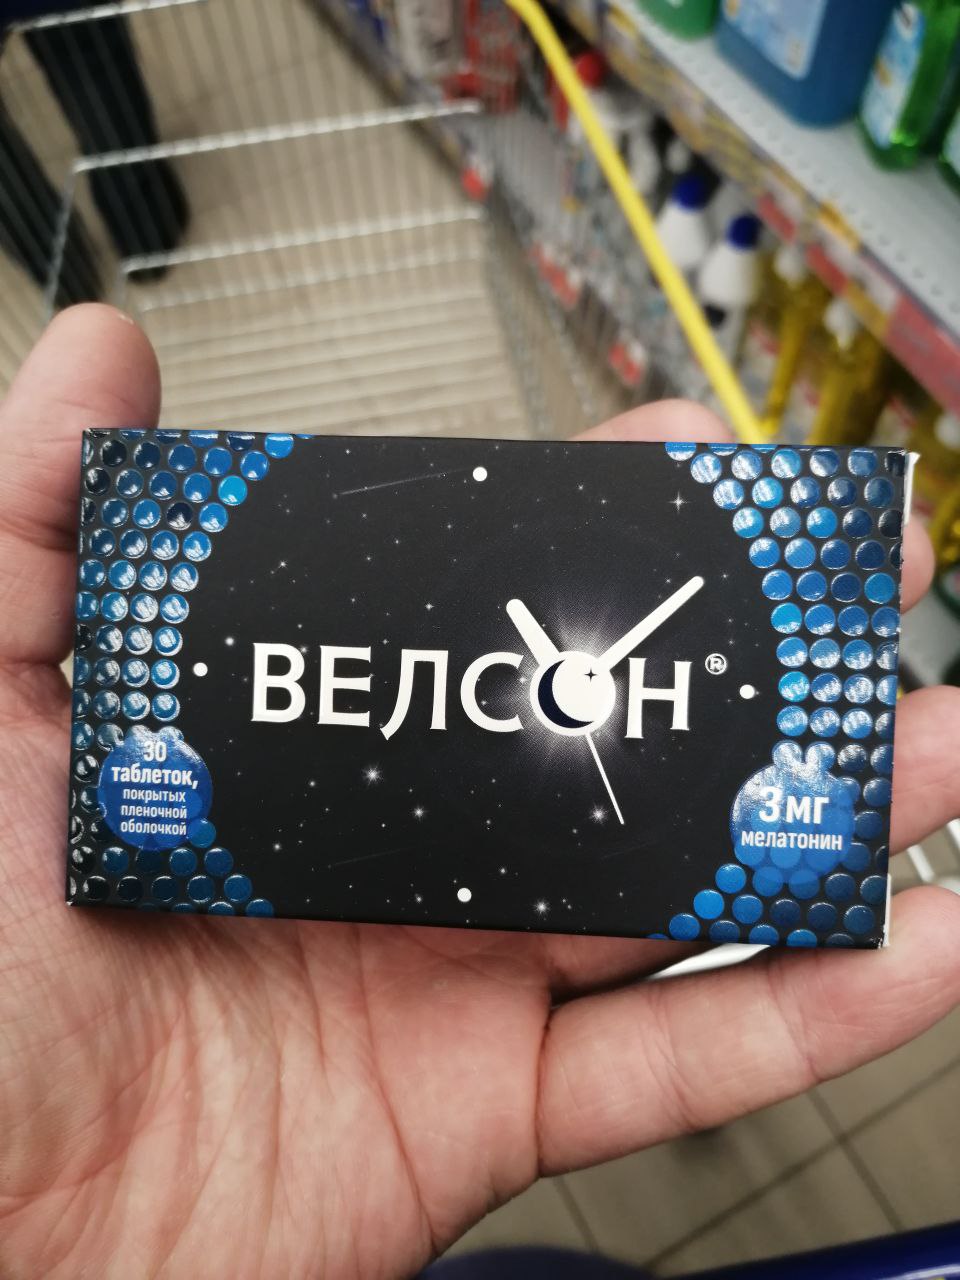 ВЕЛСОН®
30
таблеток,
покрытых
пленочной
оболочкой
3 мг
мелатонин